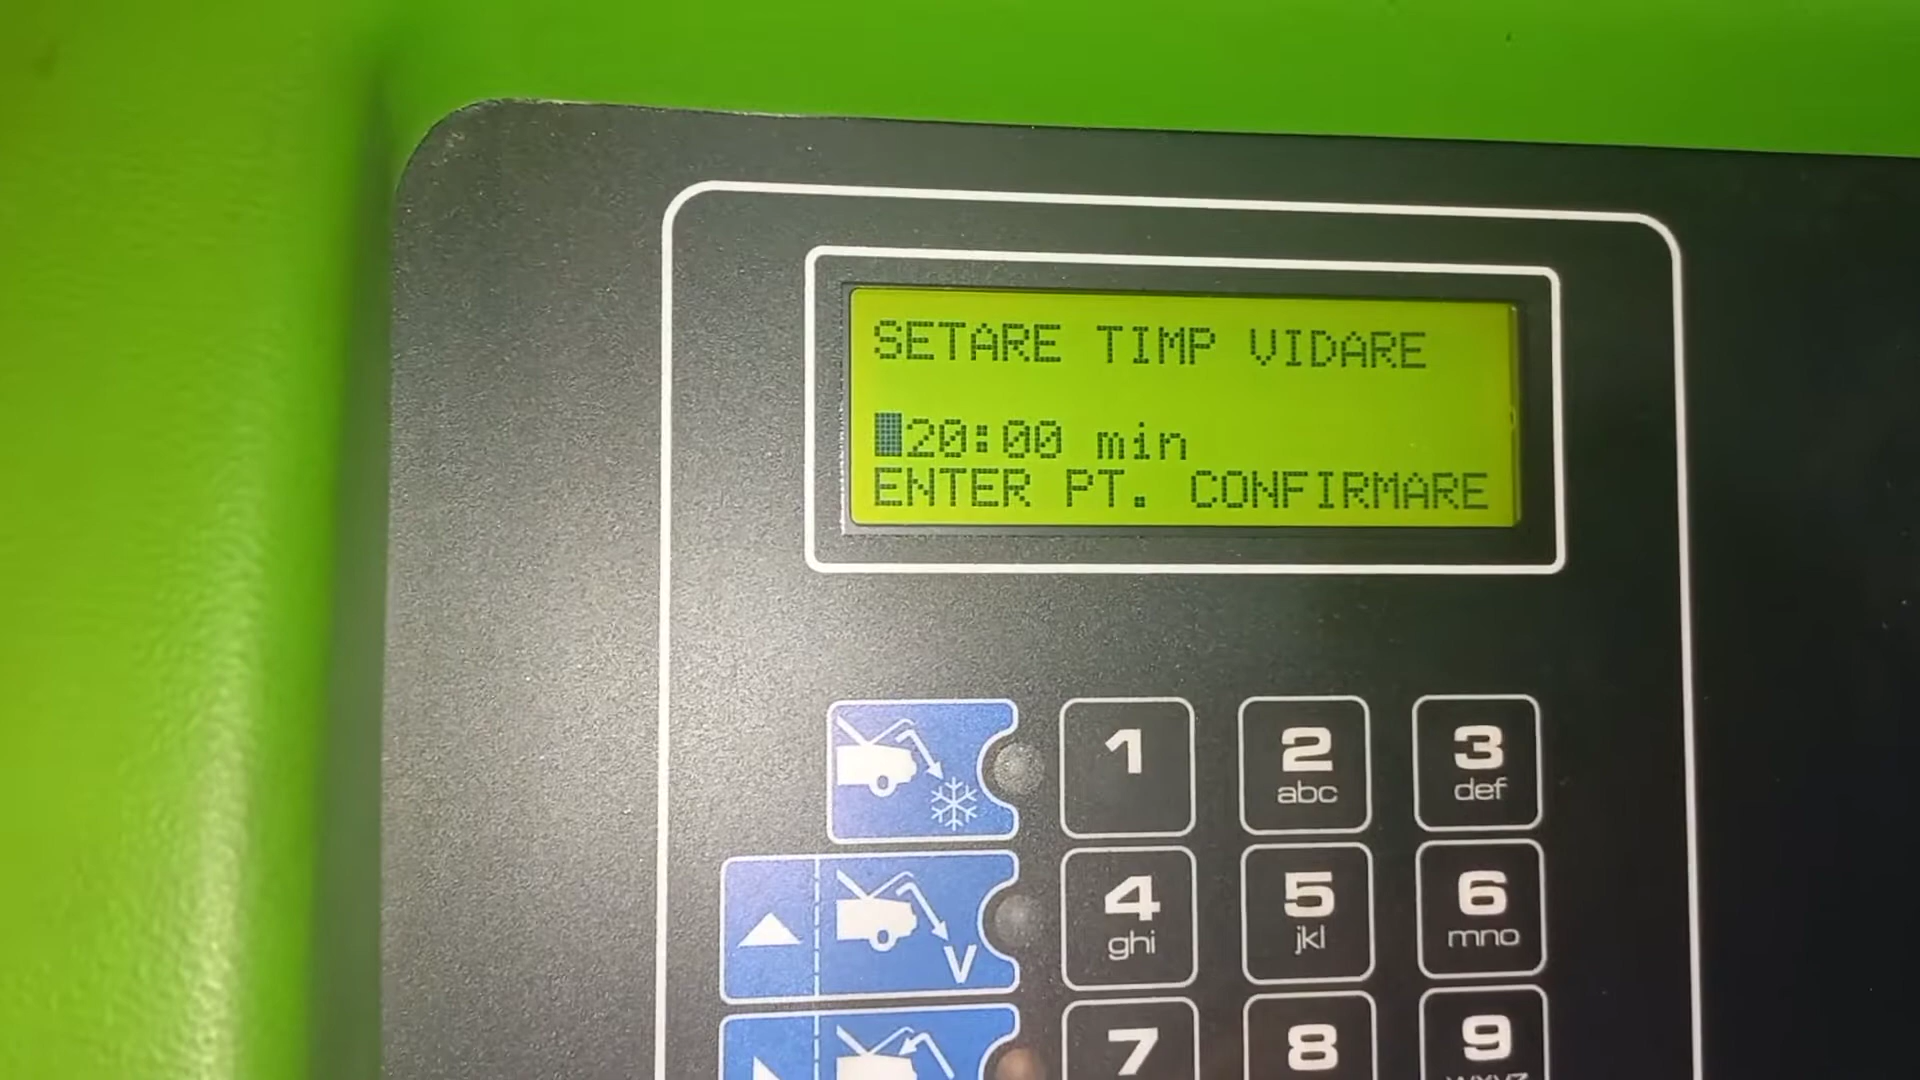 SETARE TIMP VIDARE
20:00 min
ENTER PT. CONFIRMARE
1
2
abc
3
def
V
4
ghi
5
jkl
6
mno
7
8
9
wxyz